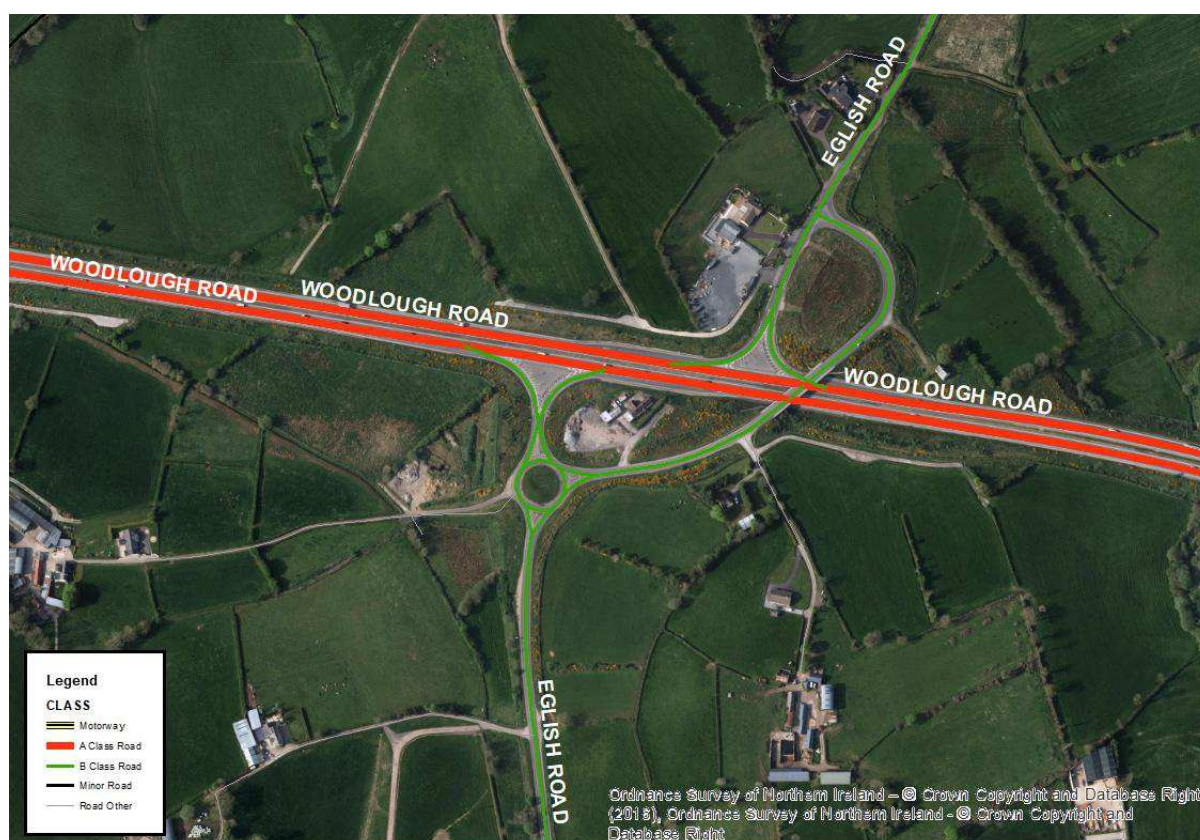 EGLISH ROAD
WOODLOUGH ROAD
WOODLOUGH ROAD
WOODLOUGH ROAD
EGLISH ROAD
Legend
CLASS
Motorway
A Class Road
B Class Road
Minor Road
Road Other
Ordnance Survey of Northern Ireland – © Crown Copyright and Database Right
(2018), Ordnance Survey of Northern Ireland - © Crown Copyright and
Database Right